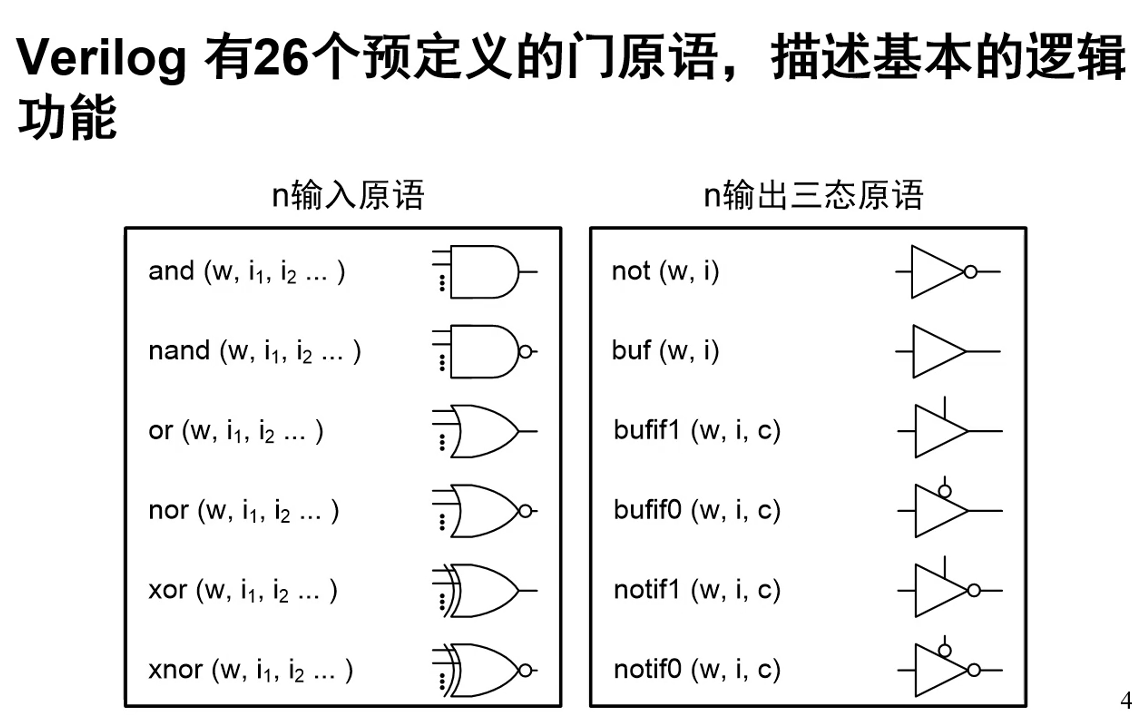 Verilog 有26个预定义的门原语，描述基本的逻辑
功能
n输入原语
and (w, i₁, i₂ ... )
nand (w, i₁, i₂ ... )
or (w, i₁, i₂ ... )
nor (w, i₁, i₂ ... )
xor (w, i₁, i₂ ... )
xnor (w, i₁, i₂ ... )
n输出三态原语
not (w, i)
buf (w, i)
bufif1 (w, i, c)
bufif0 (w, i, c)
notif1 (w, i, c)
notif0 (w, i, c)
4